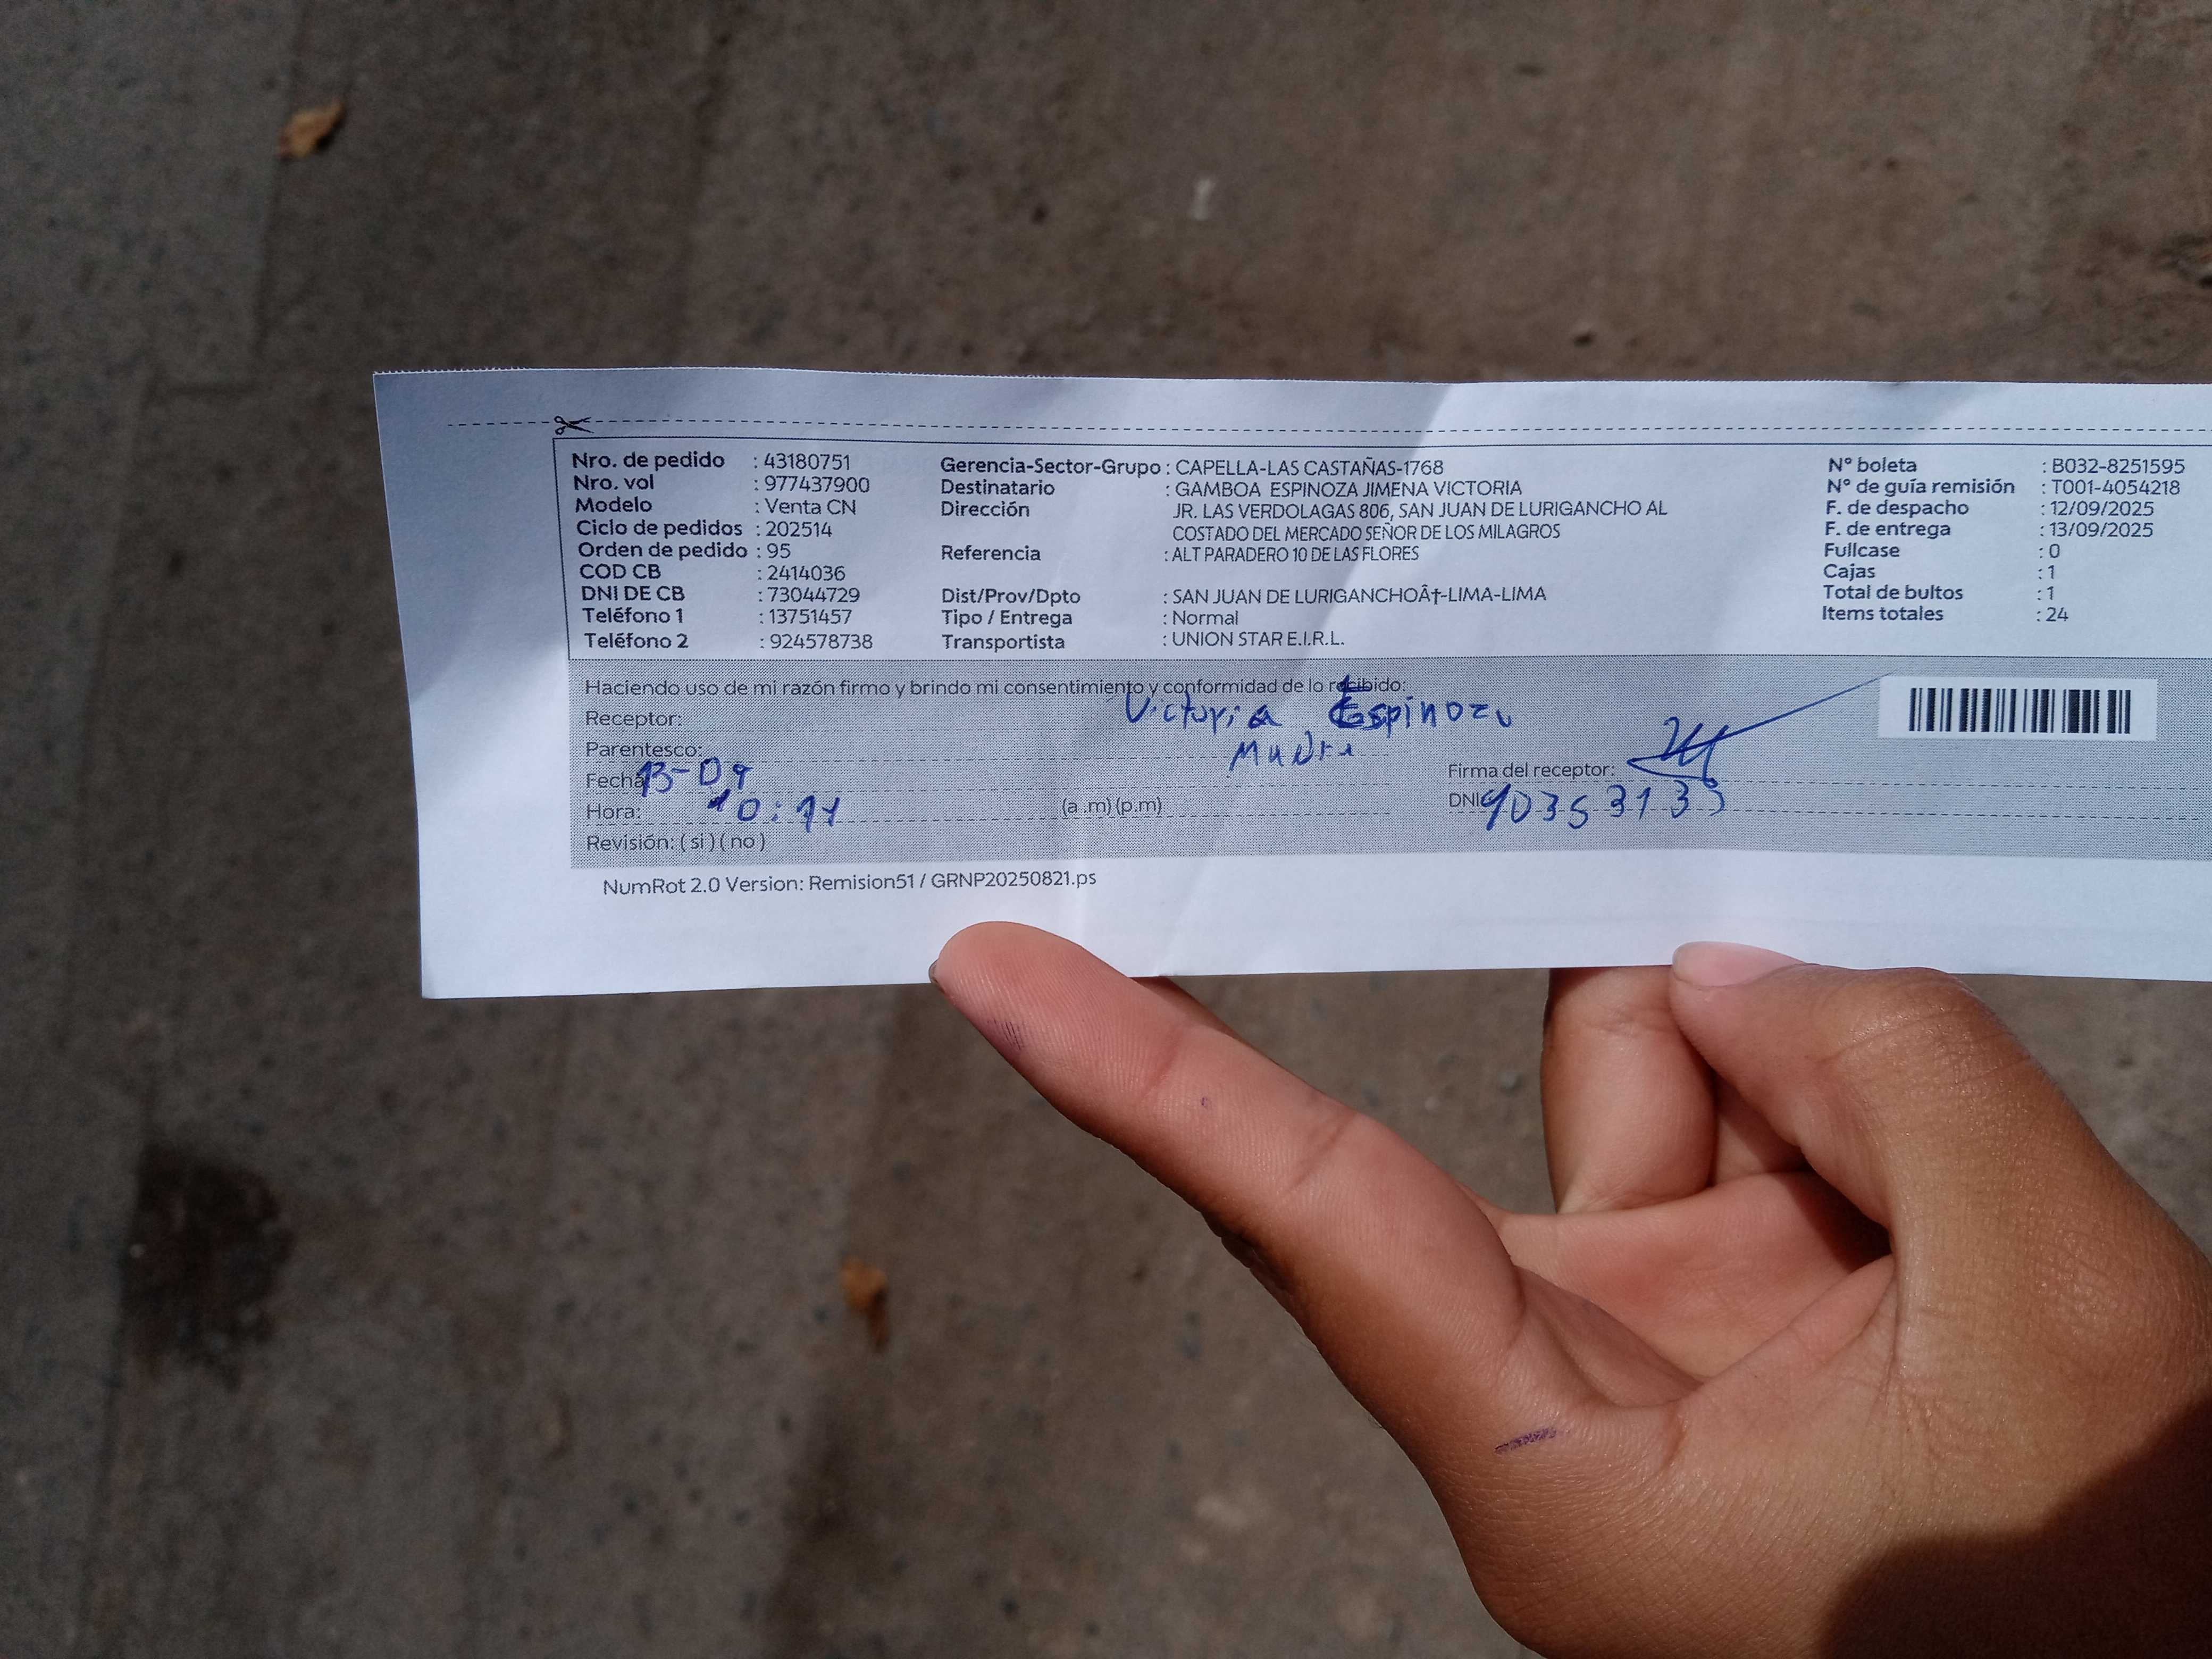 Nro. de pedido : 43180751
Nro. vol : 977437900
Modelo : Venta CN
Ciclo de pedidos : 202514
Orden de pedido : 95
COD CB : 2414036
DNI DE CB : 73044729
Teléfono 1 : 13751457
Teléfono 2 : 924578738
Gerencia-Sector-Grupo : CAPELLA-LAS CASTAÑAS-1768
Destinatario : GAMBOA ESPINOZA JIMENA VICTORIA
Dirección JR. LAS VERDOLAGAS 806, SAN JUAN DE LURIGANCHO AL
COSTADO DEL MERCADO SEÑOR DE LOS MILAGROS
Referencia : ALT PARADERO 10 DE LAS FLORES
Dist/Prov/Dpto : SAN JUAN DE LURIGANCHOÂ†-LIMA-LIMA
Tipo / Entrega : Normal
Transportista : UNION STAR E.I.R.L.
N° boleta : B032-8251595
N° de guía remisión : T001-4054218
F. de despacho : 12/09/2025
F. de entrega : 13/09/2025
Fullcase : 0
Cajas : 1
Total de bultos : 1
Items totales : 24
Haciendo uso de mi razón firmo y brindo mi consentimiento y conformidad de lo recibido:
Receptor: Victoria Espinoza
Parentesco: Madre
Fecha 13-09
Hora: 10:14 (a .m) (p.m)
Revisión: ( si ) ( no )
Firma del receptor:
DNI
NumRot 2.0 Version: Remision51 / GRNP20250821.ps